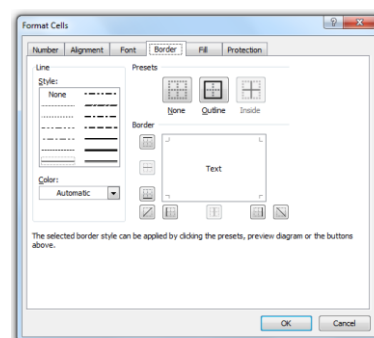 Format Cells
Number Alignment Font Border Fill Protection
Line
Style:
None
Color:
Automatic
Presets
None Outline Inside
Border
Text
The selected border style can be applied by clicking the presets, preview diagram or the buttons
above.
OK Cancel